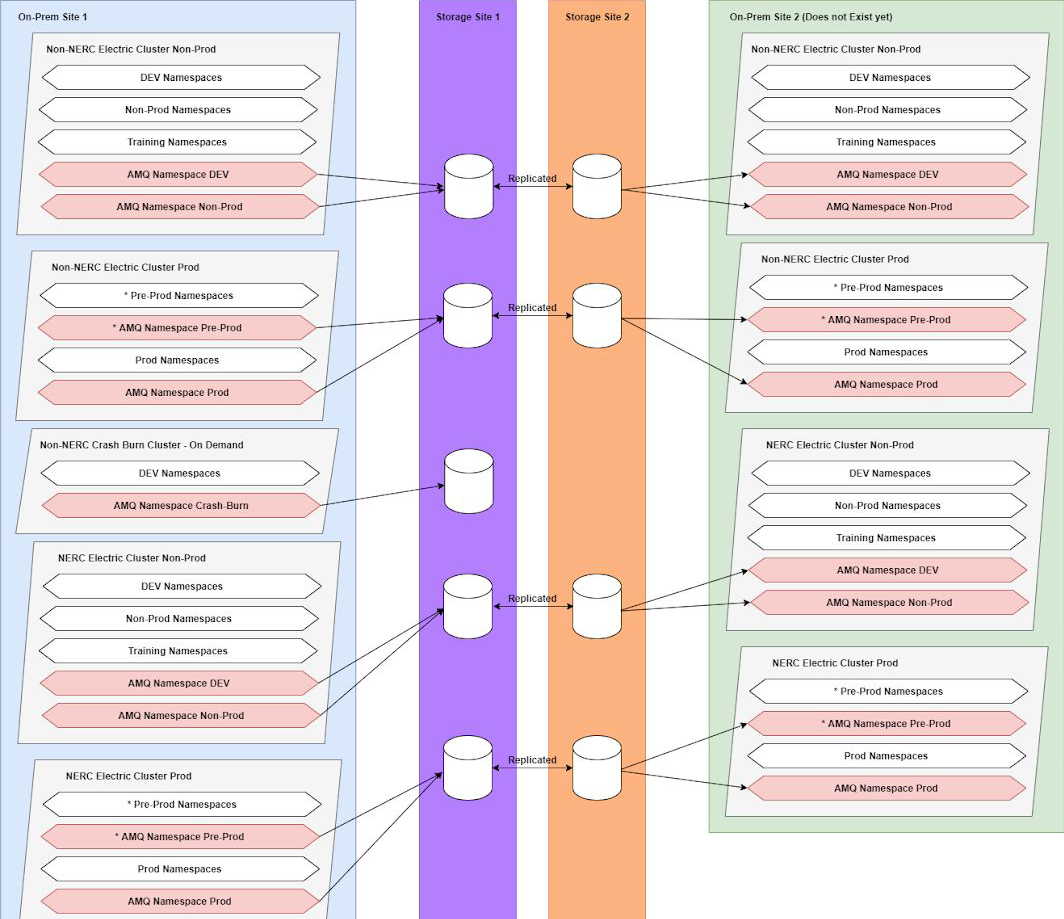 On-Prem Site 1
Non-NERC Electric Cluster Non-Prod
DEV Namespaces
Non-Prod Namespaces
Training Namespaces
AMQ Namespace DEV
AMQ Namespace Non-Prod
Non-NERC Electric Cluster Prod
* Pre-Prod Namespaces
* AMQ Namespace Pre-Prod
Prod Namespaces
AMQ Namespace Prod
Non-NERC Crash Burn Cluster - On Demand
DEV Namespaces
AMQ Namespace Crash-Burn
NERC Electric Cluster Non-Prod
DEV Namespaces
Non-Prod Namespaces
Training Namespaces
AMQ Namespace DEV
AMQ Namespace Non-Prod
NERC Electric Cluster Prod
* Pre-Prod Namespaces
* AMQ Namespace Pre-Prod
Prod Namespaces
AMQ Namespace Prod
Storage Site 1
Storage Site 2
Replicated
Replicated
Replicated
Replicated
On-Prem Site 2 (Does not Exist yet)
Non-NERC Electric Cluster Non-Prod
DEV Namespaces
Non-Prod Namespaces
Training Namespaces
AMQ Namespace DEV
AMQ Namespace Non-Prod
Non-NERC Electric Cluster Prod
* Pre-Prod Namespaces
* AMQ Namespace Pre-Prod
Prod Namespaces
AMQ Namespace Prod
NERC Electric Cluster Non-Prod
DEV Namespaces
Non-Prod Namespaces
Training Namespaces
AMQ Namespace DEV
AMQ Namespace Non-Prod
NERC Electric Cluster Prod
* Pre-Prod Namespaces
* AMQ Namespace Pre-Prod
Prod Namespaces
AMQ Namespace Prod